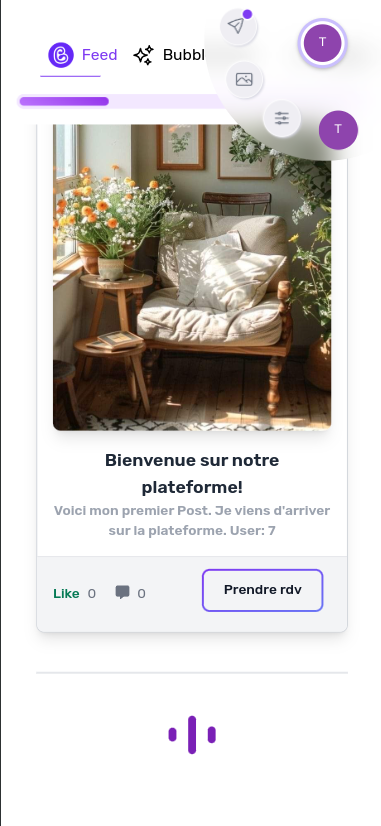 T
Feed
Bubbl
T
Bienvenue sur notre
plateforme!
Voici mon premier Post. Je viens d'arriver
sur la plateforme. User: 7
Like 0 0
Prendre rdv